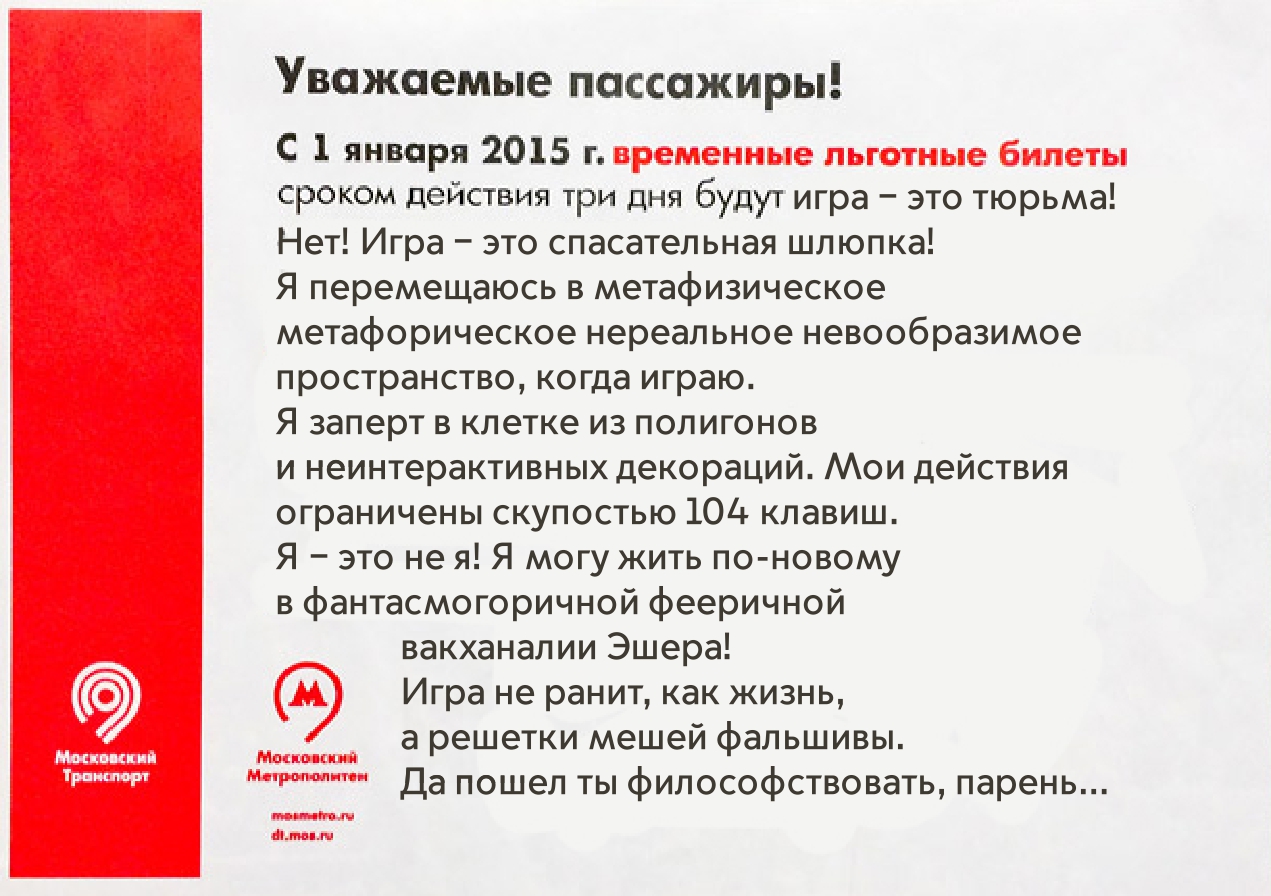 Уважаемые пассажиры!
С 1 января 2015 г. временные льготные билеты
сроком действия три дня будут игра – это тюрьма!
Нет! Игра – это спасательная шлюпка!
Я перемещаюсь в метафизическое
метафорическое нереальное невообразимое
пространство, когда играю.
Я заперт в клетке из полигонов
и неинтерактивных декораций. Мои действия
ограничены скупостью 104 клавиш.
Я – это не я! Я могу жить по-новому
в фантасмогоричной фееричной
вакханалии Эшера!
Игра не ранит, как жизнь,
а решетки мешей фальшивы.
Да пошел ты философствовать, парень...
Московский
Транспорт
Московский
Метрополитен
mosmetro.ru
dt.mos.ru